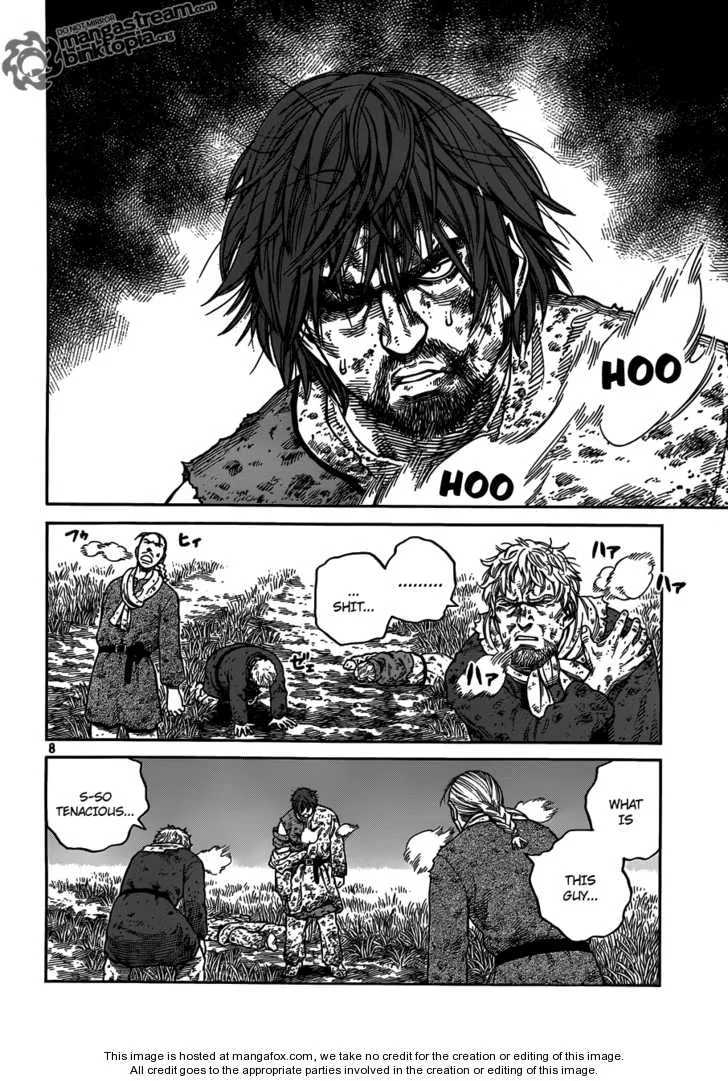 DO NOT MIRROR
mangastream.com
binktopia.org
HOO
HOO
フゥ
ヒィ
.........
...
SHIT...
ハァ
ハァ
ゼェ
ハァ
8
S-SO
TENACIOUS...
WHAT
IS
THIS
GUY...
This image is hosted at mangafox.com, we take no credit for the creation or editing of this image.
All credit goes to the appropriate parties involved in the creation or editing of this image.